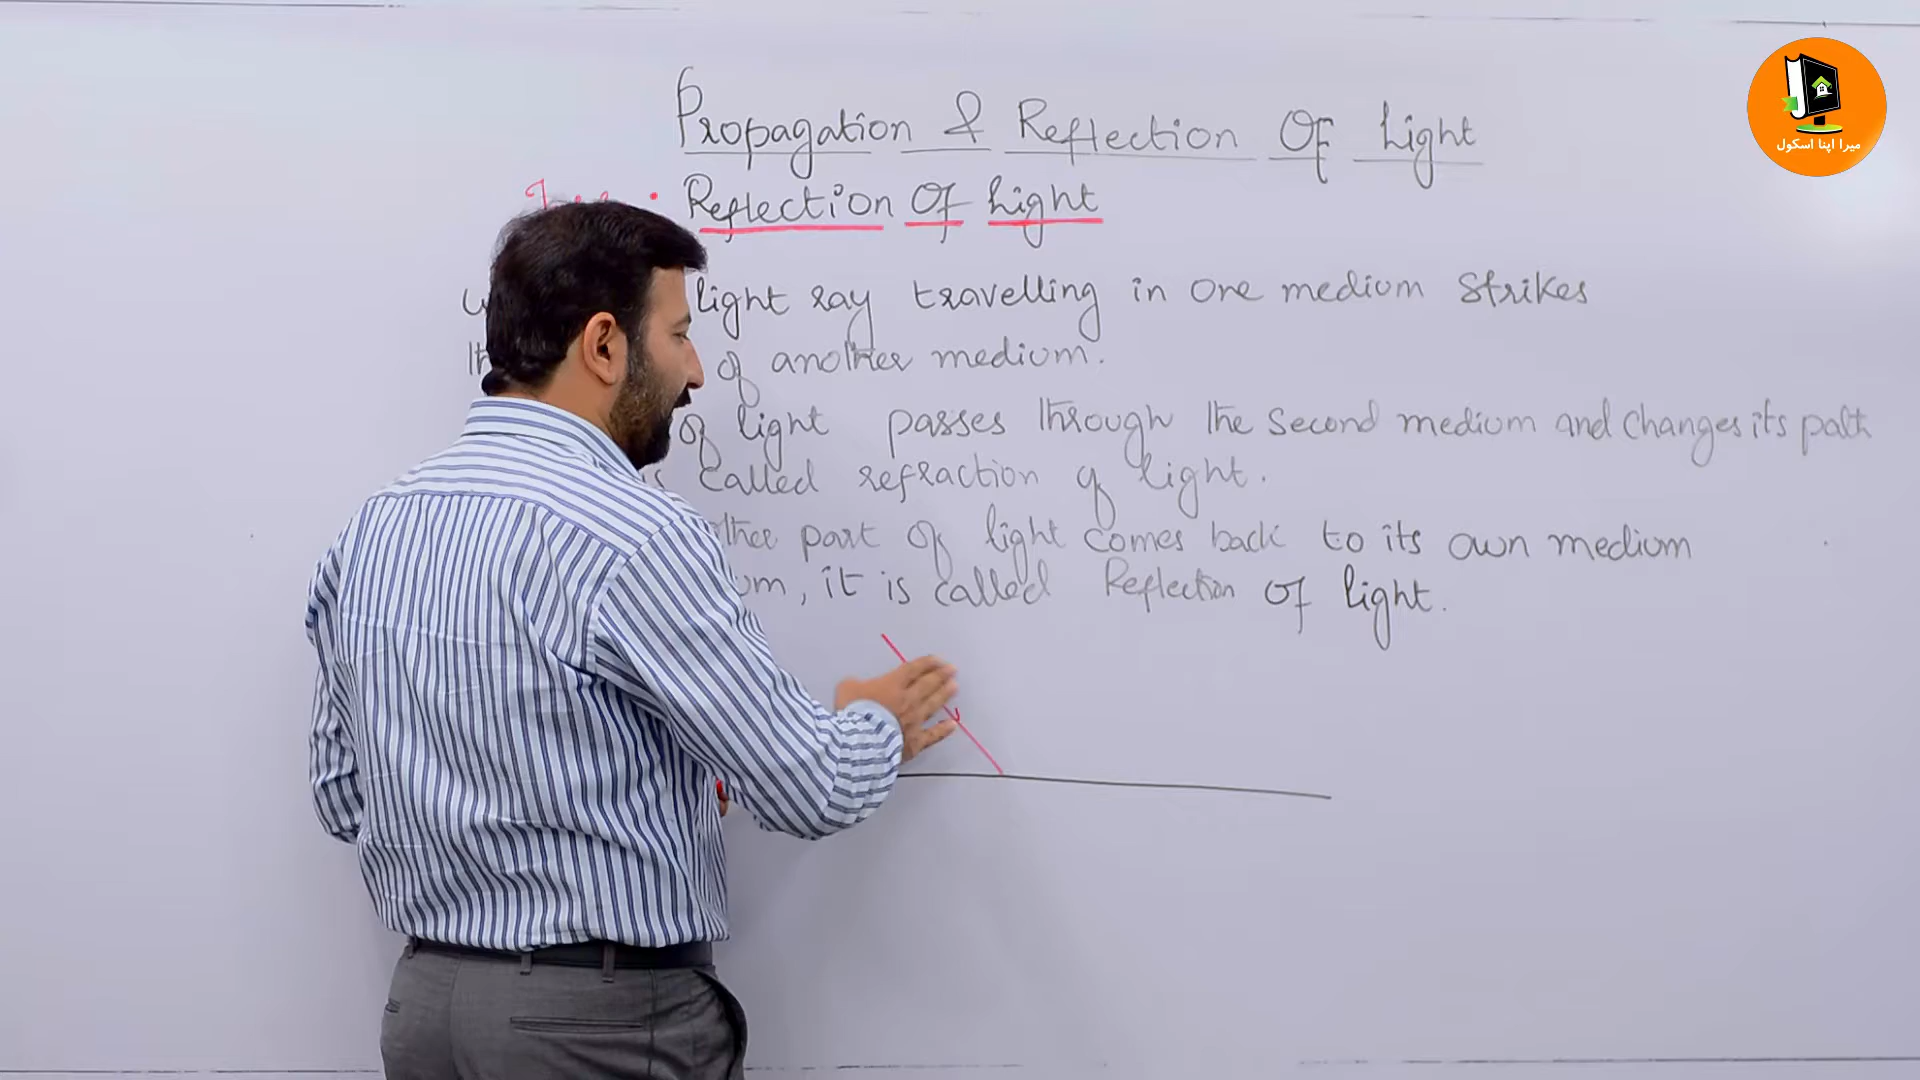 Propagation & Reflection Of Light
میرا اپنا اسکول
Reflection Of Light
light ray travelling in one medium strikes
of another medium.
of light passes through the second medium and changes its path
called refraction of light.
part of light comes back to its own medium
, it is called Reflection Of light.